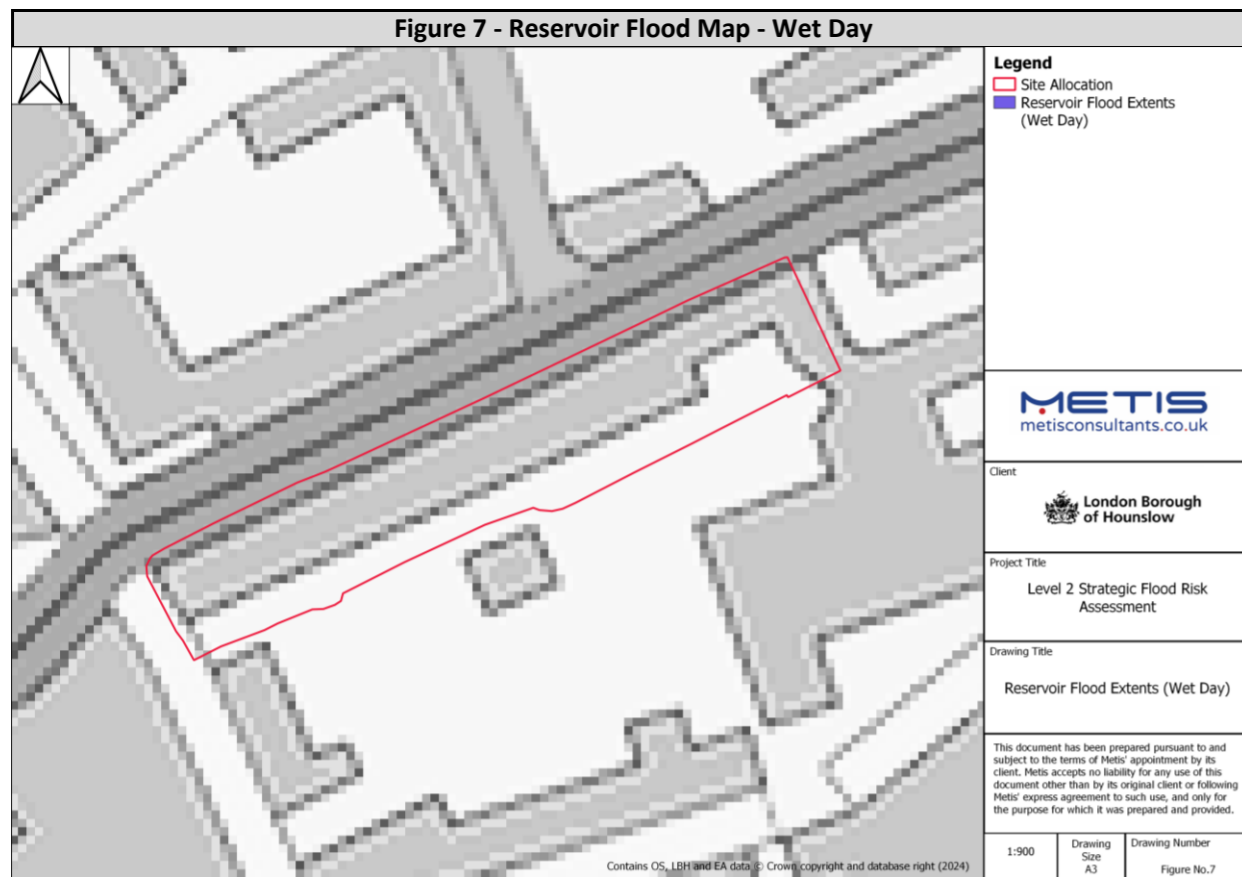 Figure 7 - Reservoir Flood Map - Wet Day
Legend
Site Allocation
Reservoir Flood Extents
(Wet Day)
METIS
metisconsultants.co.uk
Client
London Borough
of Hounslow
Project Title
Level 2 Strategic Flood Risk
Assessment
Drawing Title
Reservoir Flood Extents (Wet Day)
This document has been prepared pursuant to and
subject to the terms of Metis' appointment by its
client. Metis accepts no liability for any use of this
document other than by its original client or following
Metis' express agreement to such use, and only for
the purpose for which it was prepared and provided.
1:900
Drawing
Size
A3
Drawing Number
Figure No.7
Contains OS, LBH and EA data © Crown copyright and database right (2024)